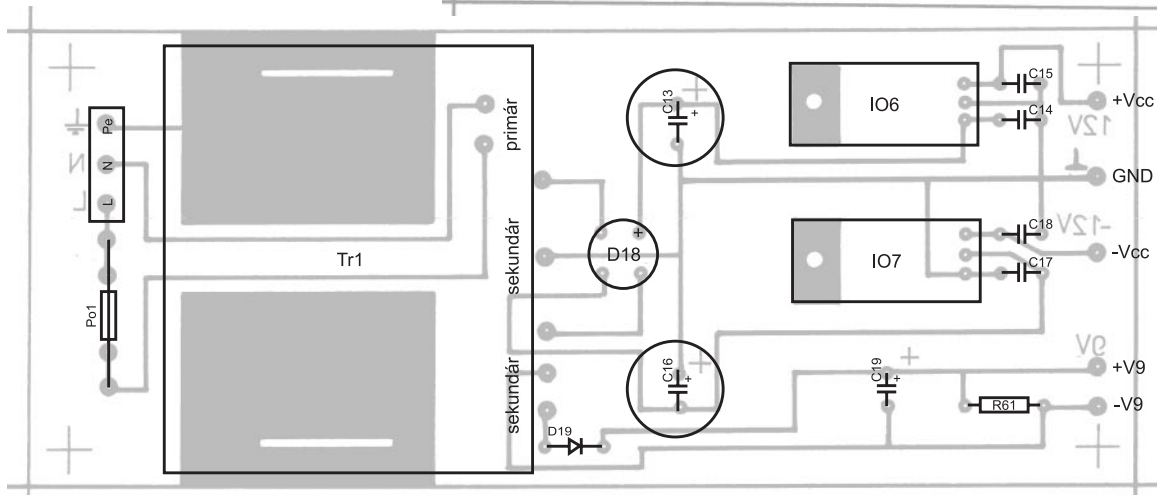 C15
C13
+
IO6
C14
+Vcc
12V
Pe
N
N
L
L
primár
GND
sekundár
+
D18
Tr1
C18
-12V
-Vcc
IO7
C17
Po1
sekundár
C16
+
C19
+
9V
+V9
R61
-V9
D19